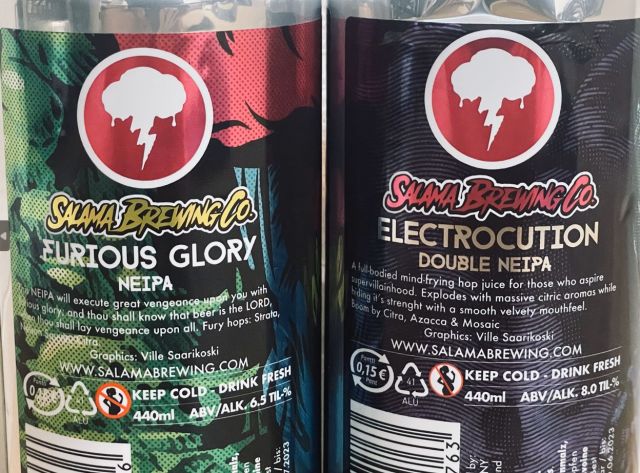 SALAMA BREWING CO.
FURIOUS GLORY
NEIPA
NEIPA will execute great vengeance upon you with
glory, and thou shall know that beer is the LORD,
shall lay vengeance upon all. Fury hops: Strata,
Citra.
Graphics: Ville Saarikoski
WWW.SALAMABREWING.COM
KEEP COLD - DRINK FRESH
440ml ABV/ALK. 6.5 TIL-%
ALU
SALAMA BREWING CO.
ELECTROCUTION
DOUBLE NEIPA
A full-bodied mind-frying hop juice for those who aspire
supervillainhood. Explodes with massive citric aromas while
hiding it's strenght with a smooth velvety mouthfeel.
Boom by Citra, Azacca & Mosaic
Graphics: Ville Saarikoski
WWW.SALAMABREWING.COM
Pantti
0,15 €
Pant
41
ALU
KEEP COLD - DRINK FRESH
440ml ABV/ALK. 8.0 TIL-%